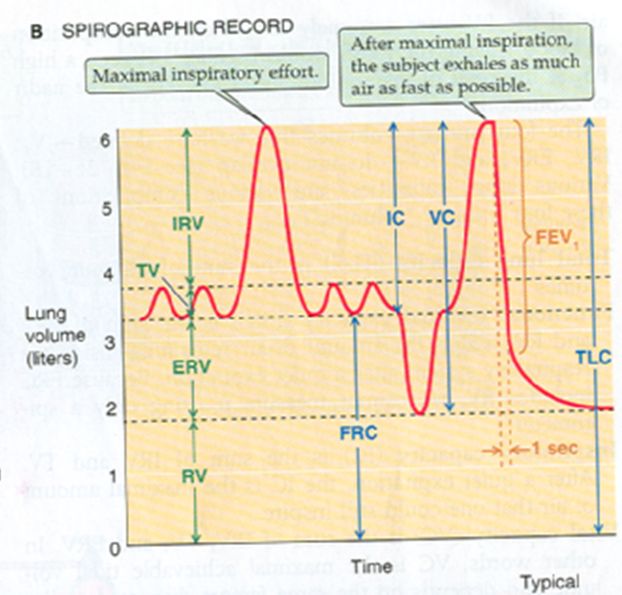 B SPIROGRAPHIC RECORD
Maximal inspiratory effort.
After maximal inspiration,
the subject exhales as much
air as fast as possible.
6
5
4
3
2
1
0
Lung
volume
(liters)
IRV
TV
ERV
RV
FRC
IC
VC
FEV₁
TLC
1 sec
Time
Typical